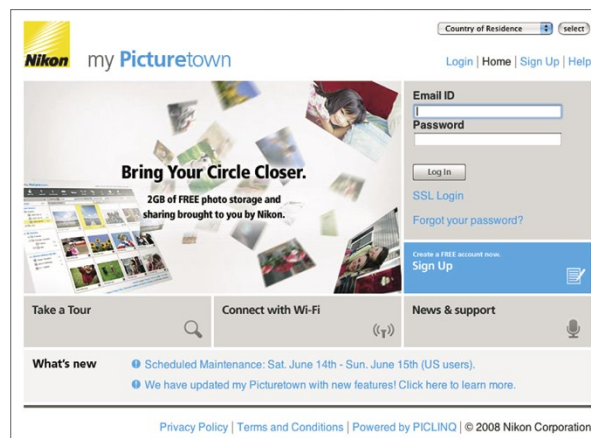 Country of Residence select
Nikon my Picturetown
Login | Home | Sign Up | Help
Email ID
Password
Bring Your Circle Closer.
2GB of FREE photo storage and
sharing brought to you by Nikon.
Log In
SSL Login
Forgot your password?
Create a FREE account now.
Sign Up
Take a Tour
Connect with Wi-Fi
News & support
What's new
Scheduled Maintenance: Sat. June 14th - Sun. June 15th (US users).
We have updated my Picturetown with new features! Click here to learn more.
Privacy Policy | Terms and Conditions | Powered by PICLINQ | © 2008 Nikon Corporation